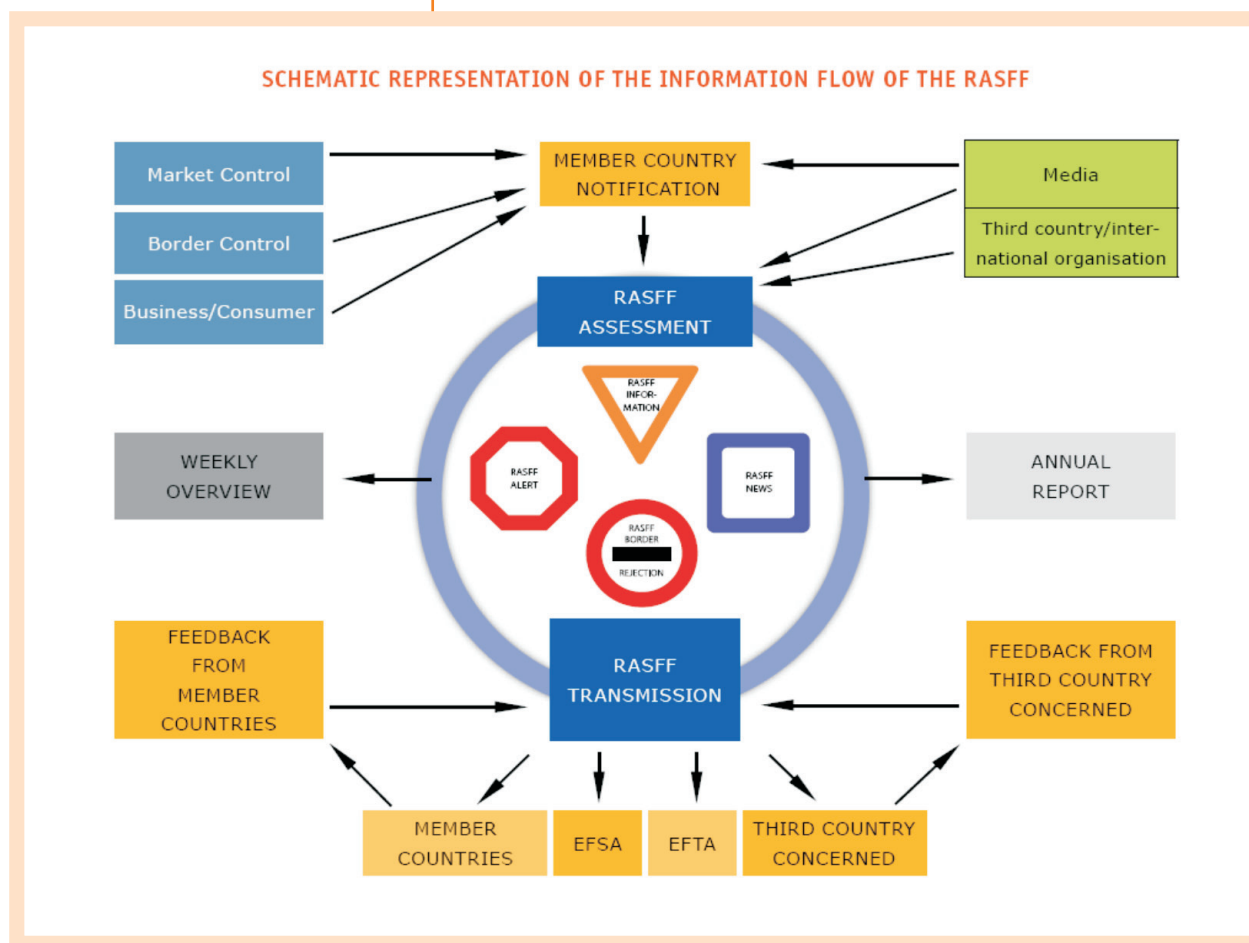 SCHEMATIC REPRESENTATION OF THE INFORMATION FLOW OF THE RASFF
Market Control
Border Control
Business/Consumer
MEMBER COUNTRY
NOTIFICATION
Media
Third country/inter-
national organisation
RASFF
ASSESSMENT
RASFF
INFOR-
MATION
RASFF
ALERT
RASFF
NEWS
RASFF
BORDER
REJECTION
WEEKLY
OVERVIEW
ANNUAL
REPORT
FEEDBACK
FROM
MEMBER
COUNTRIES
RASFF
TRANSMISSION
FEEDBACK FROM
THIRD COUNTRY
CONCERNED
MEMBER
COUNTRIES
EFSA
EFTA
THIRD COUNTRY
CONCERNED